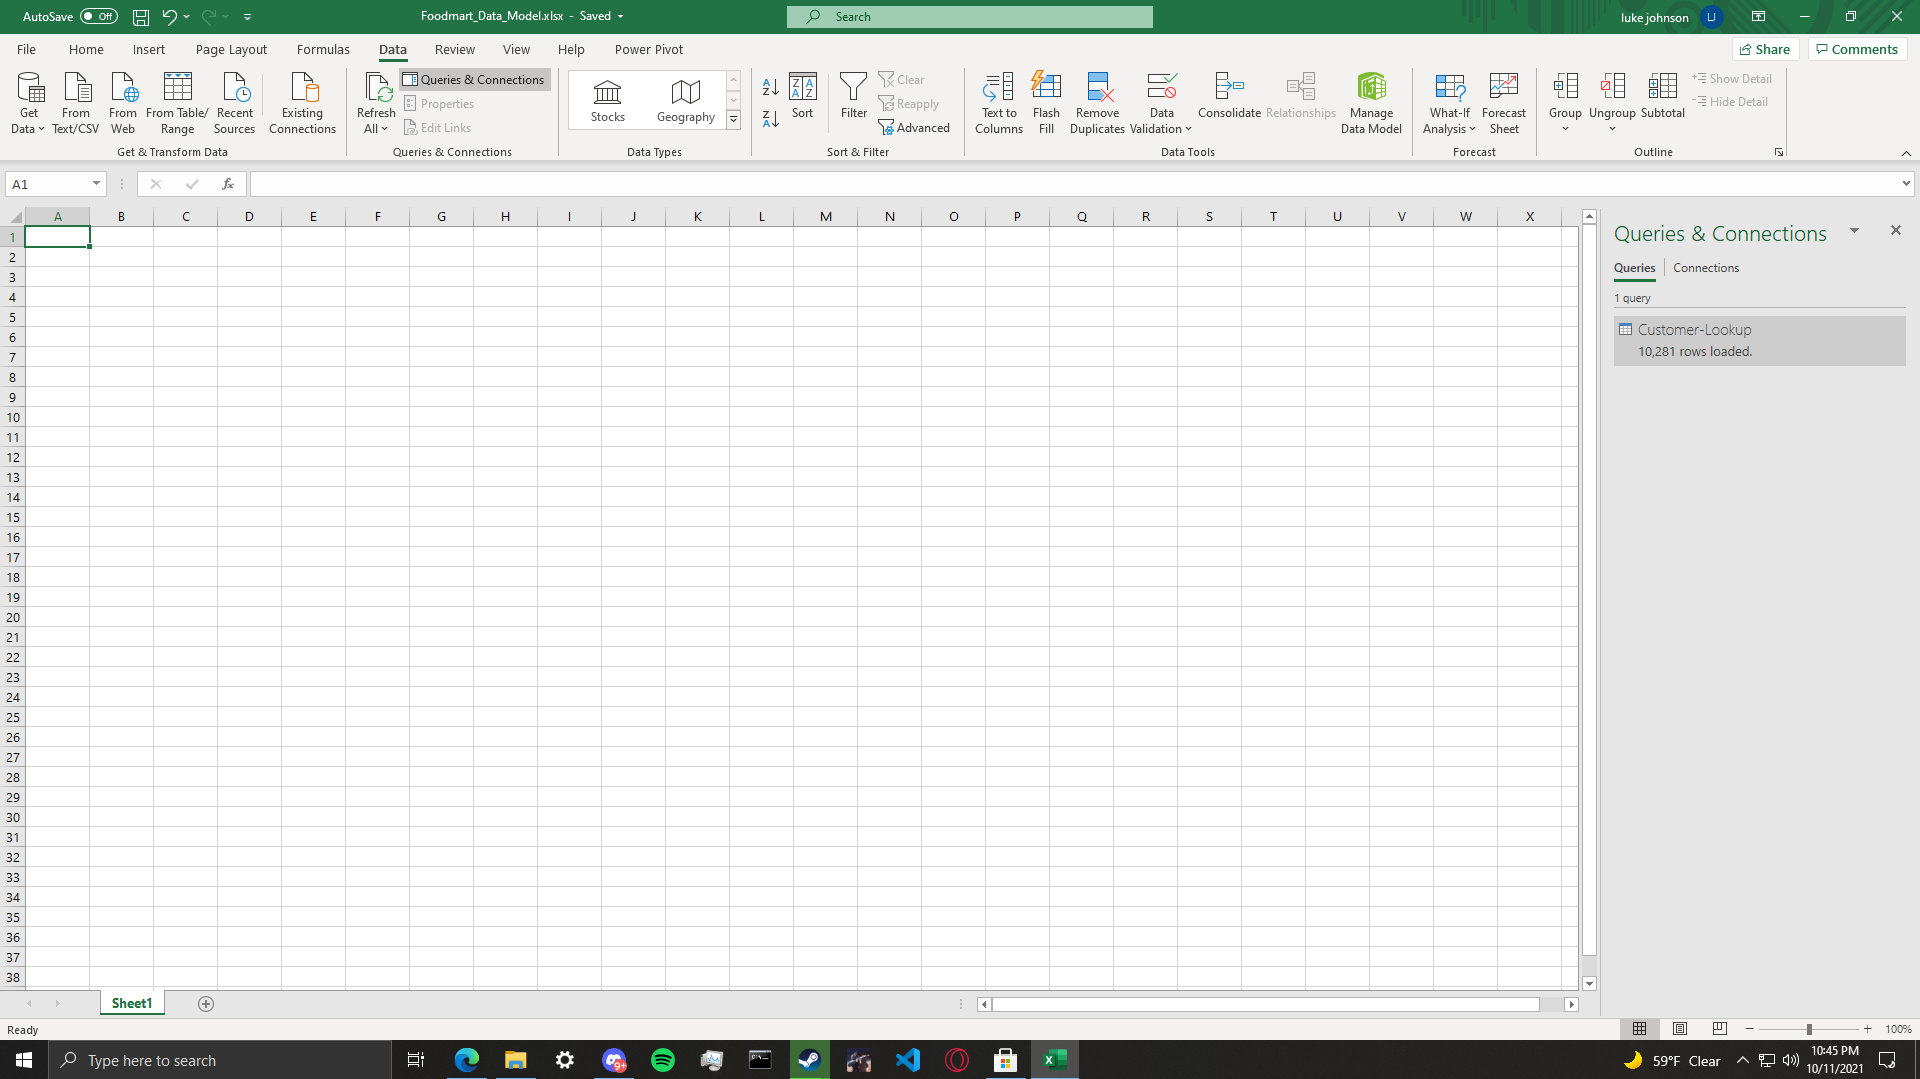 AutoSave Off Foodmart_Data_Model.xlsx - Saved Search luke johnson LJ
File Home Insert Page Layout Formulas Data Review View Help Power Pivot Share Comments
Get Data
From Text/CSV
From Web
From Table/ Range
Recent Sources
Existing Connections
Get & Transform Data
Refresh All
Queries & Connections
Properties
Edit Links
Queries & Connections
Stocks
Geography
Data Types
Sort
Filter
Clear
Reapply
Advanced
Sort & Filter
Text to Columns
Flash Fill
Remove Duplicates
Data Validation
Consolidate
Relationships
Manage Data Model
Data Tools
What-If Analysis
Forecast Sheet
Forecast
Group
Ungroup
Subtotal
Show Detail
Hide Detail
Outline
A1 fx
A B C D E F G H I J K L M N O P Q R S T U V W X
1
2
3
4
5
6
7
8
9
10
11
12
13
14
15
16
17
18
19
20
21
22
23
24
25
26
27
28
29
30
31
32
33
34
35
36
37
38
Queries & Connections
Queries Connections
1 query
Customer-Lookup
10,281 rows loaded.
Sheet1
Ready 100%
Type here to search 9+ 59°F Clear 10:45 PM
10/11/2021